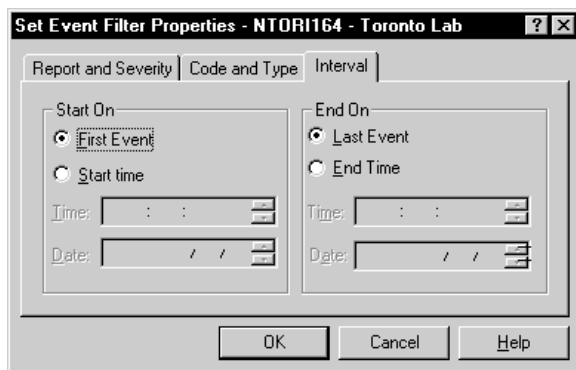 Set Event Filter Properties - NTORI164 - Toronto Lab
Report and Severity
Code and Type
Interval
Start On
First Event
Start time
Time: : :
Date: / /
End On
Last Event
End Time
Time: : :
Date: / /
OK
Cancel
Help